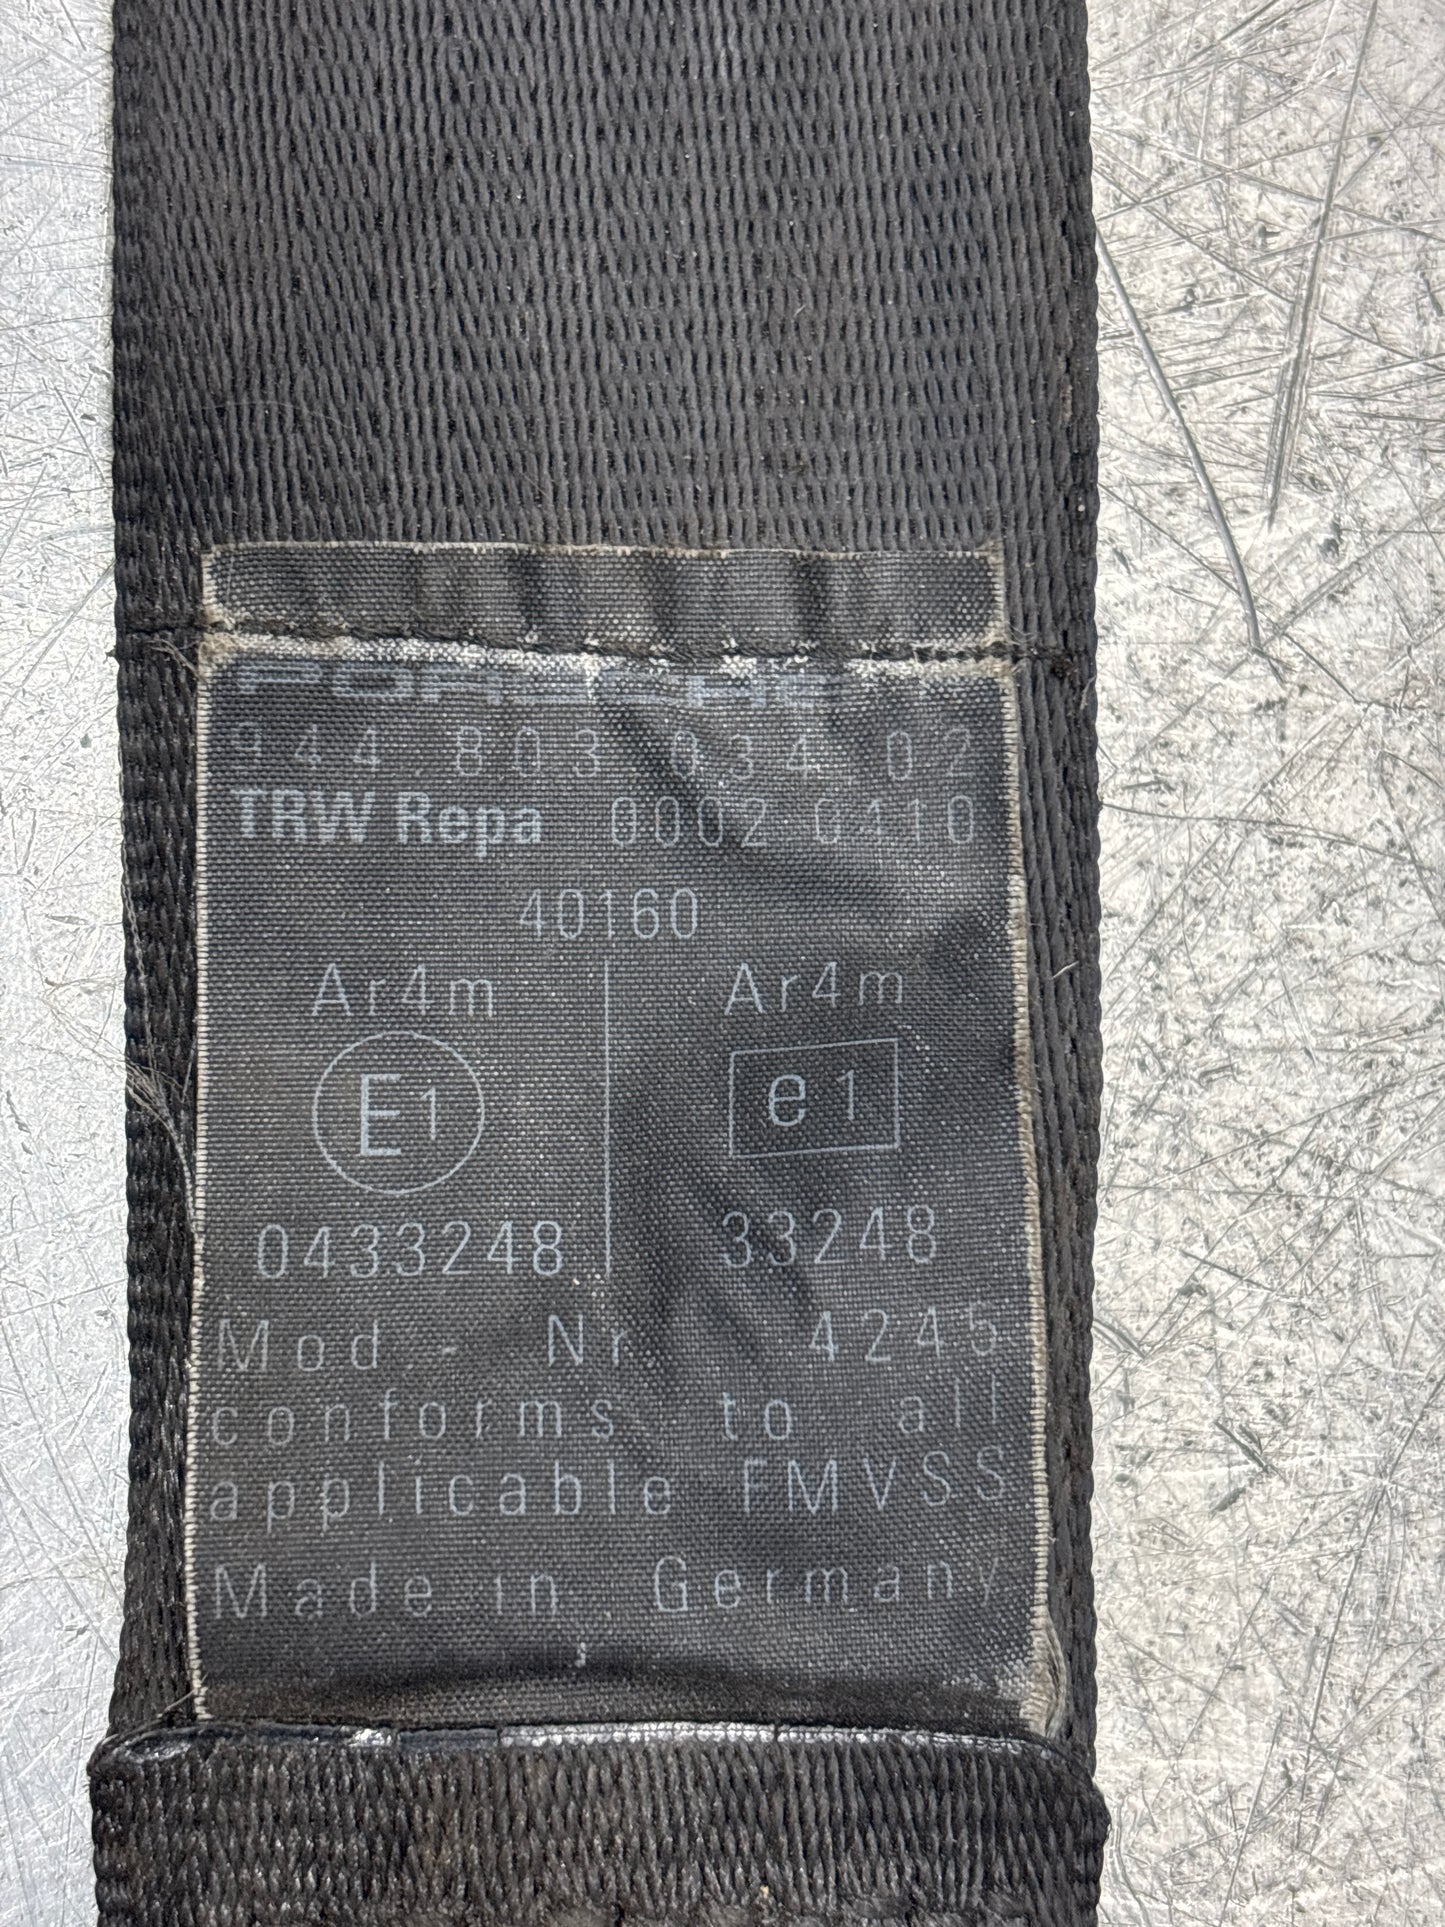 PORSCHE
944 803 034 02
TRW Repa 0002 0410
40160
Ar4m Ar4m
E1 e1
0433248 33248
Mod.-Nr. 4245
conforms to all
applicable FMVSS
Made in Germany